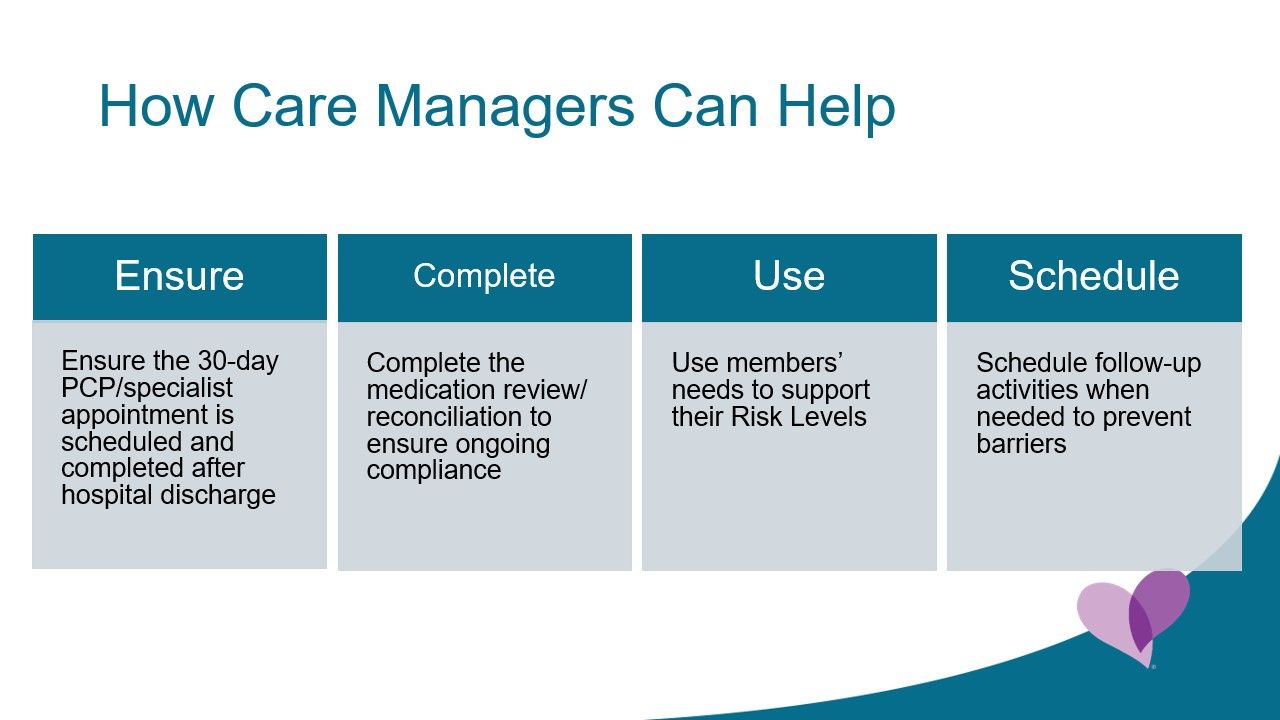 How Care Managers Can Help
Ensure
Ensure the 30-day
PCP/specialist
appointment is
scheduled and
completed after
hospital discharge
Complete
Complete the
medication review/
reconciliation to
ensure ongoing
compliance
Use
Use members’
needs to support
their Risk Levels
Schedule
Schedule follow-up
activities when
needed to prevent
barriers
®